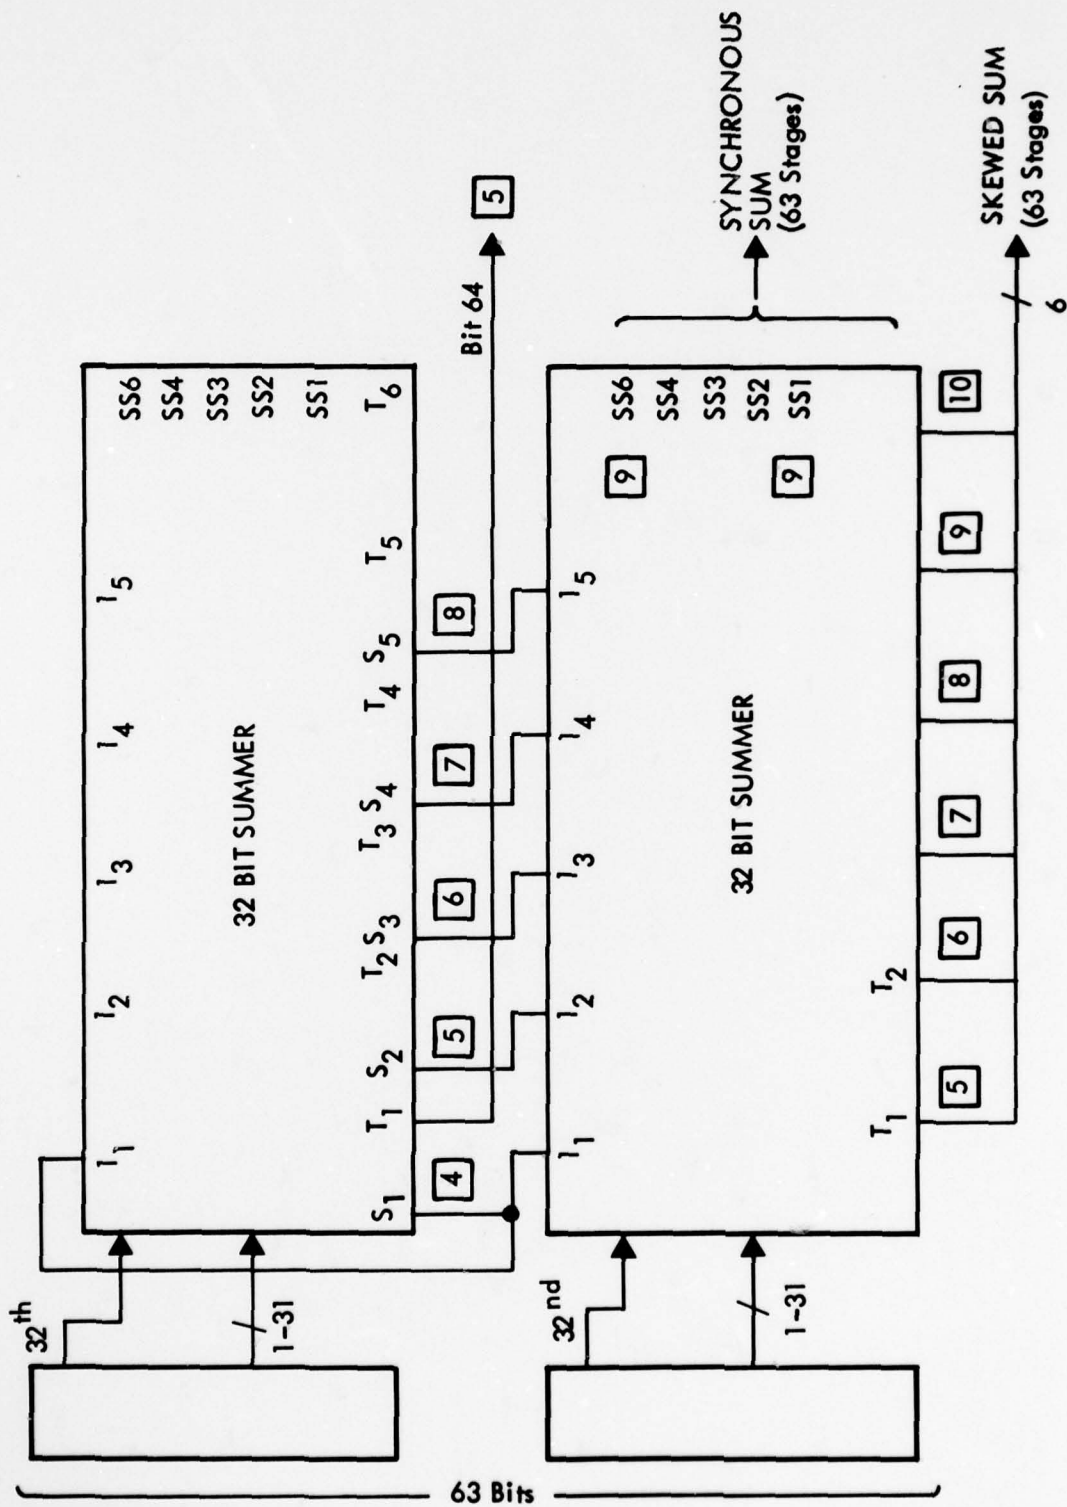 32th
1-31
I1
I2
I3
I4
I5
32 BIT SUMMER
SS6
SS4
SS3
SS2
SS1
S1
T1
S2
T2
S3
T3
S4
T4
S5
T5
T6
4
5
6
7
8
Bit 64
5
63 Bits
32nd
1-31
I1
I2
I3
I4
I5
32 BIT SUMMER
9
9
SS6
SS4
SS3
SS2
SS1
T1
T2
5
6
7
8
9
10
SYNCHRONOUS
SUM
(63 Stages)
SKEWED SUM
(63 Stages)
6